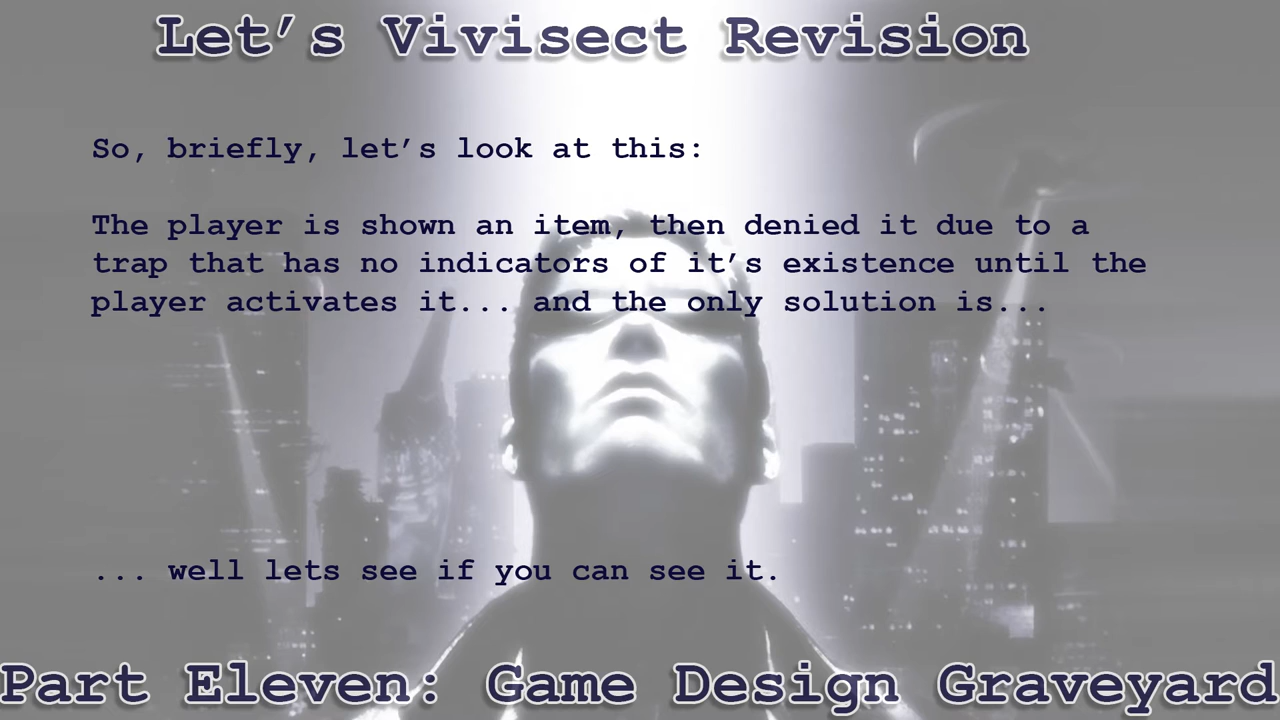 Let’s Vivisect Revision
So, briefly, let’s look at this:
The player is shown an item, then denied it due to a
trap that has no indicators of it’s existence until the
player activates it... and the only solution is...
... well lets see if you can see it.
Part Eleven: Game Design Graveyard